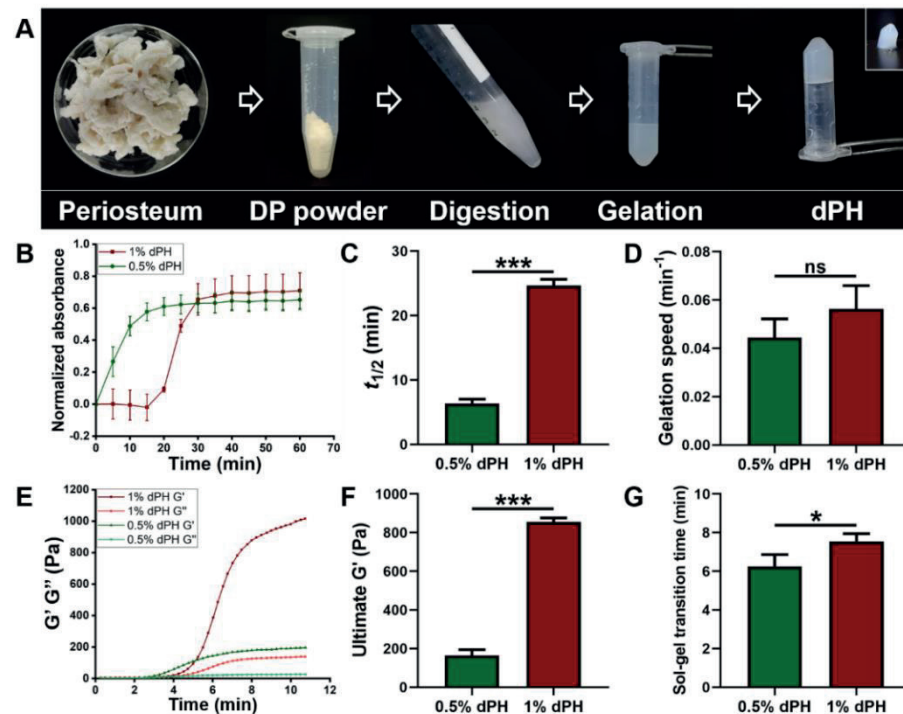 A
Periosteum
DP powder
Digestion
Gelation
dPH
B
1% dPH
0.5% dPH
Normalized absorbance
1.0
0.8
0.6
0.4
0.2
0.0
-0.2
0 10 20 30 40 50 60 70
Time (min)
C
***
t1/2 (min)
30
20
10
0
0.5% dPH 1% dPH
D
ns
Gelation speed (min-1)
0.08
0.06
0.04
0.02
0.00
0.5% dPH 1% dPH
E
1% dPH G'
1% dPH G"
0.5% dPH G'
0.5% dPH G"
G' G" (Pa)
1200
1000
800
600
400
200
0
0 2 4 6 8 10 12
Time (min)
F
***
Ultimate G' (Pa)
1000
800
600
400
200
0
0.5% dPH 1% dPH
G
*
Sol-gel transition time (min)
10
8
6
4
2
0
0.5% dPH 1% dPH